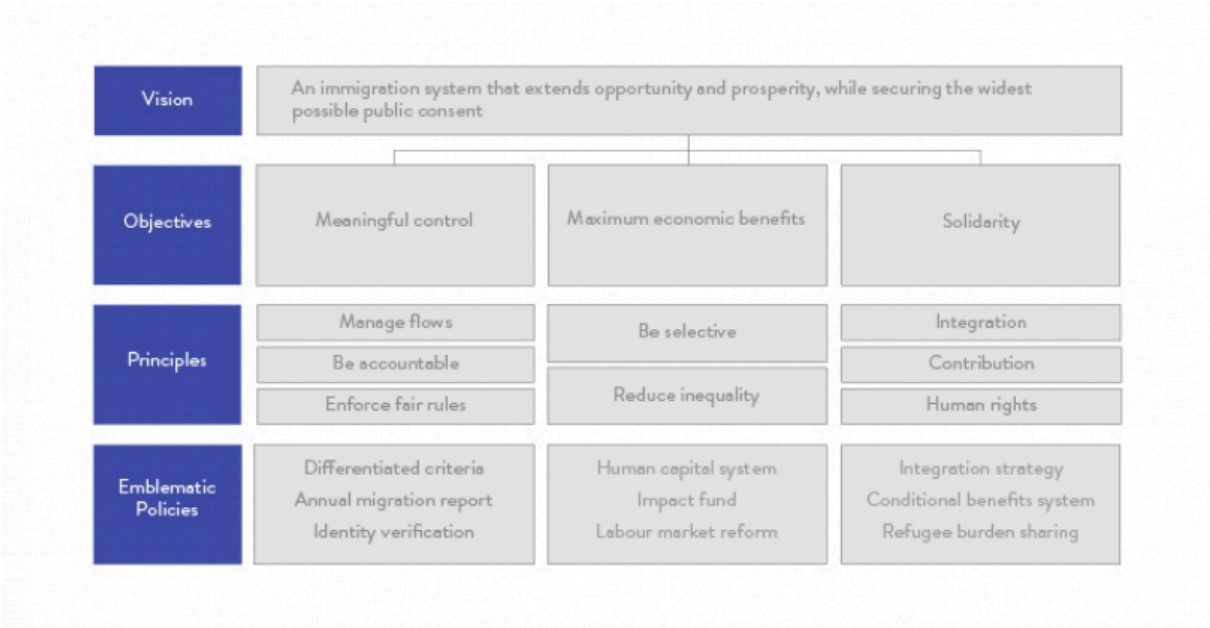 Vision
An immigration system that extends opportunity and prosperity, while securing the widest
possible public consent
Objectives
Meaningful control
Maximum economic benefits
Solidarity
Principles
Manage flows
Be accountable
Enforce fair rules
Be selective
Reduce inequality
Integration
Contribution
Human rights
Emblematic
Policies
Differentiated criteria
Annual migration report
Identity verification
Human capital system
Impact fund
Labour market reform
Integration strategy
Conditional benefits system
Refugee burden sharing